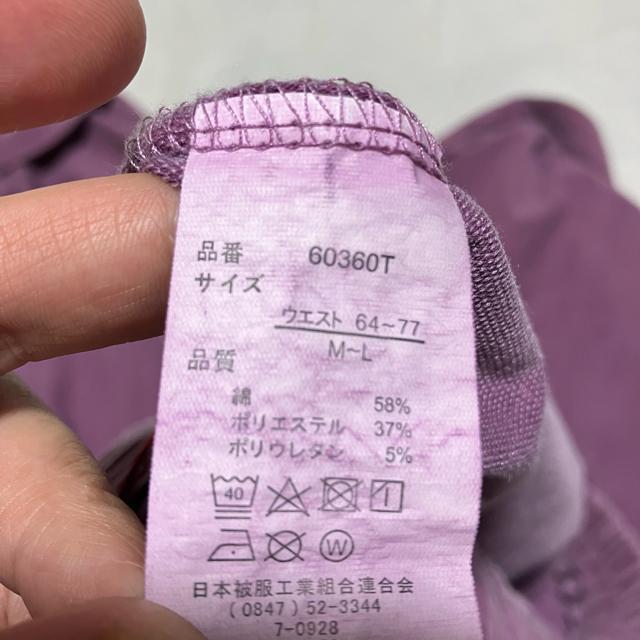 品番 60360T
サイズ
ウエスト 64~77
M~L
品質
綿 58%
ポリエステル 37%
ポリウレタン 5%
40
W
日本被服工業組合連合会
(0847)52-3344
7-0928